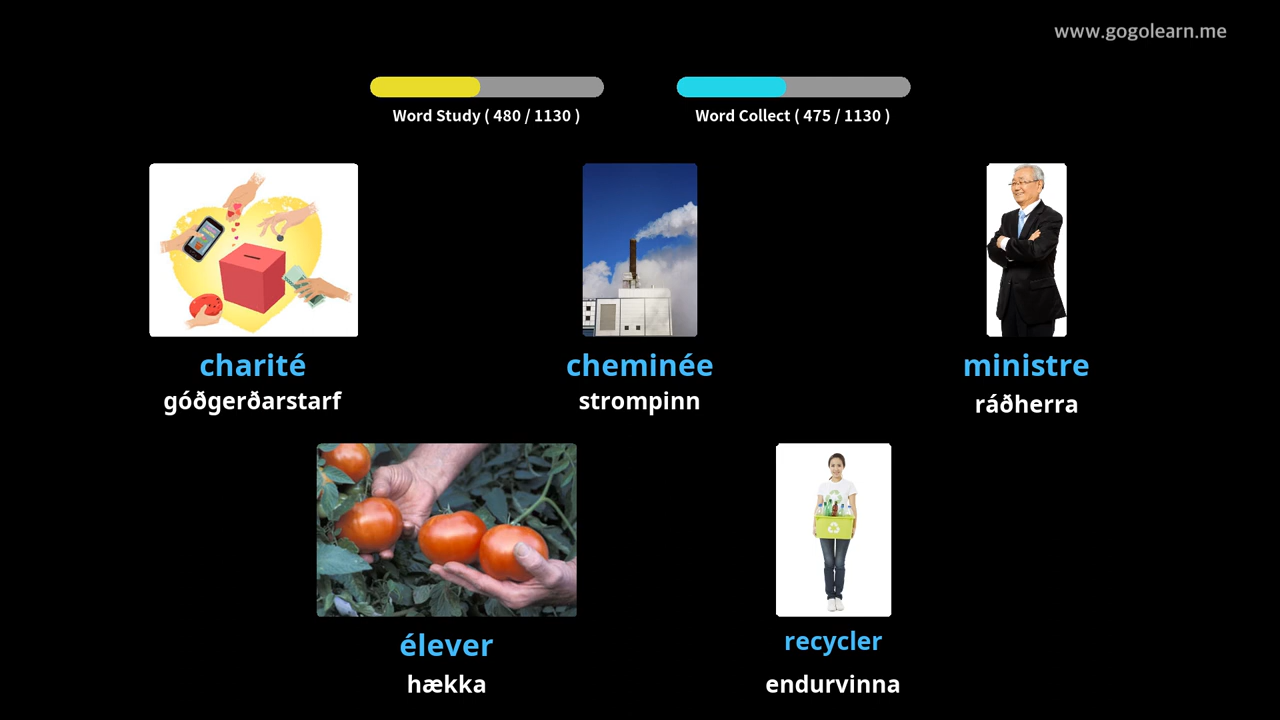 www.gogolearn.me
Word Study ( 480 / 1130 )
Word Collect ( 475 / 1130 )
charité
góðgerðarstarf
cheminée
strompinn
ministre
ráðherra
élever
hækka
recycler
endurvinna